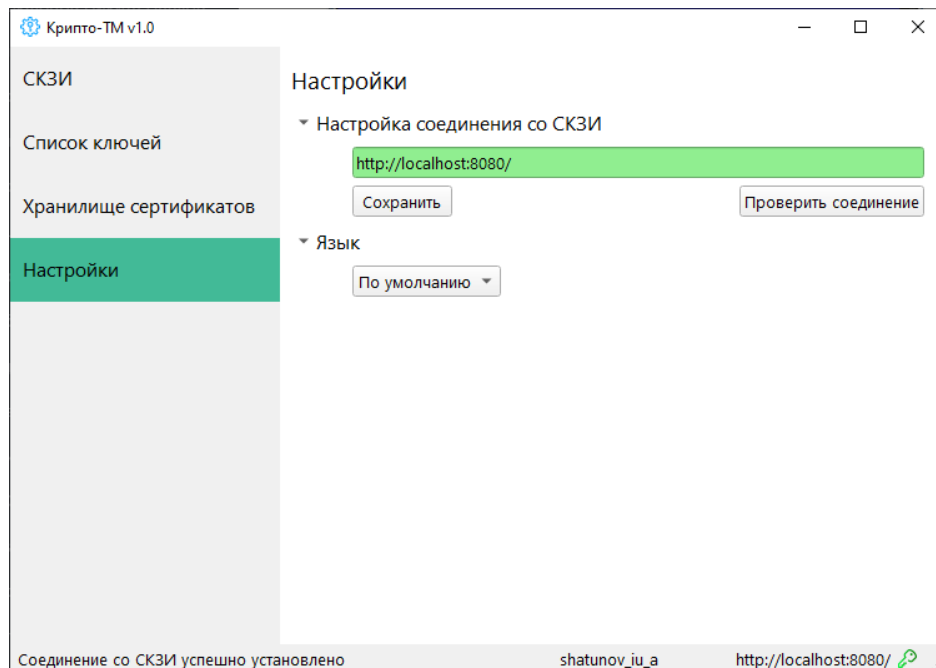 Крипто-ТМ v1.0
СКЗИ
Список ключей
Хранилище сертификатов
Настройки
Настройки
Настройка соединения со СКЗИ
http://localhost:8080/
Сохранить
Проверить соединение
Язык
По умолчанию
Соединение со СКЗИ успешно установлено
shatunov_iu_a
http://localhost:8080/